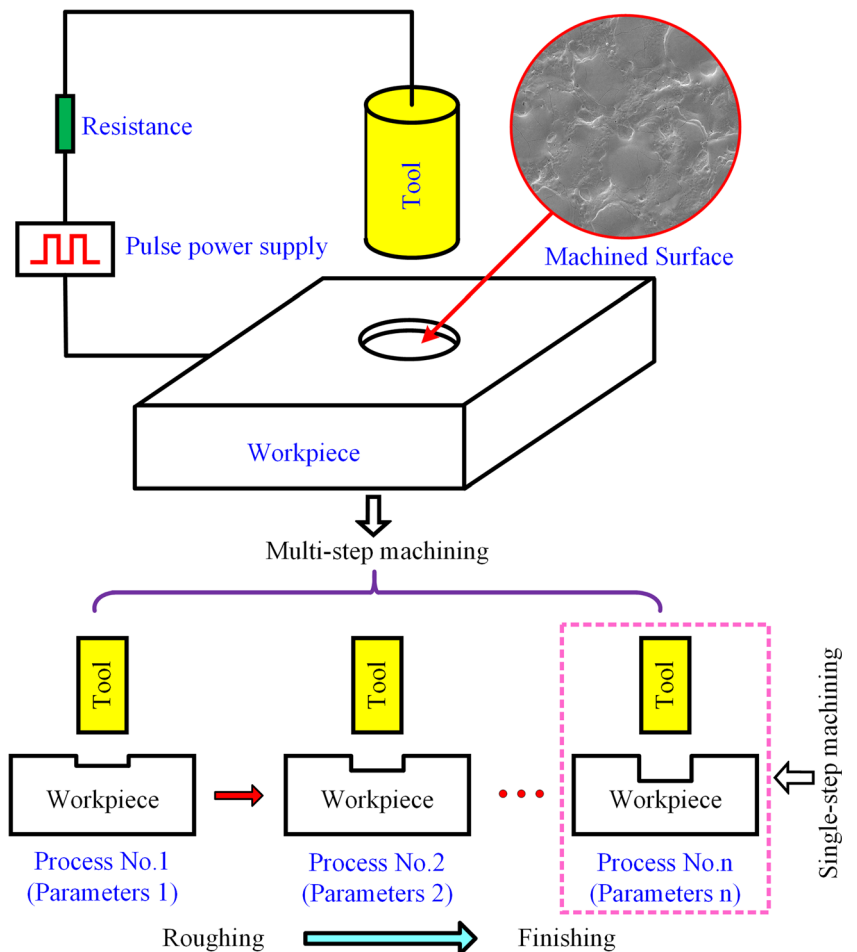 Resistance
Tool
Pulse power supply
Machined Surface
Workpiece
Multi-step machining
Tool
Tool
Tool
Single-step machining
Workpiece
Workpiece
Workpiece
Process No.1
(Parameters 1)
Process No.2
(Parameters 2)
Process No.n
(Parameters n)
Roughing
Finishing